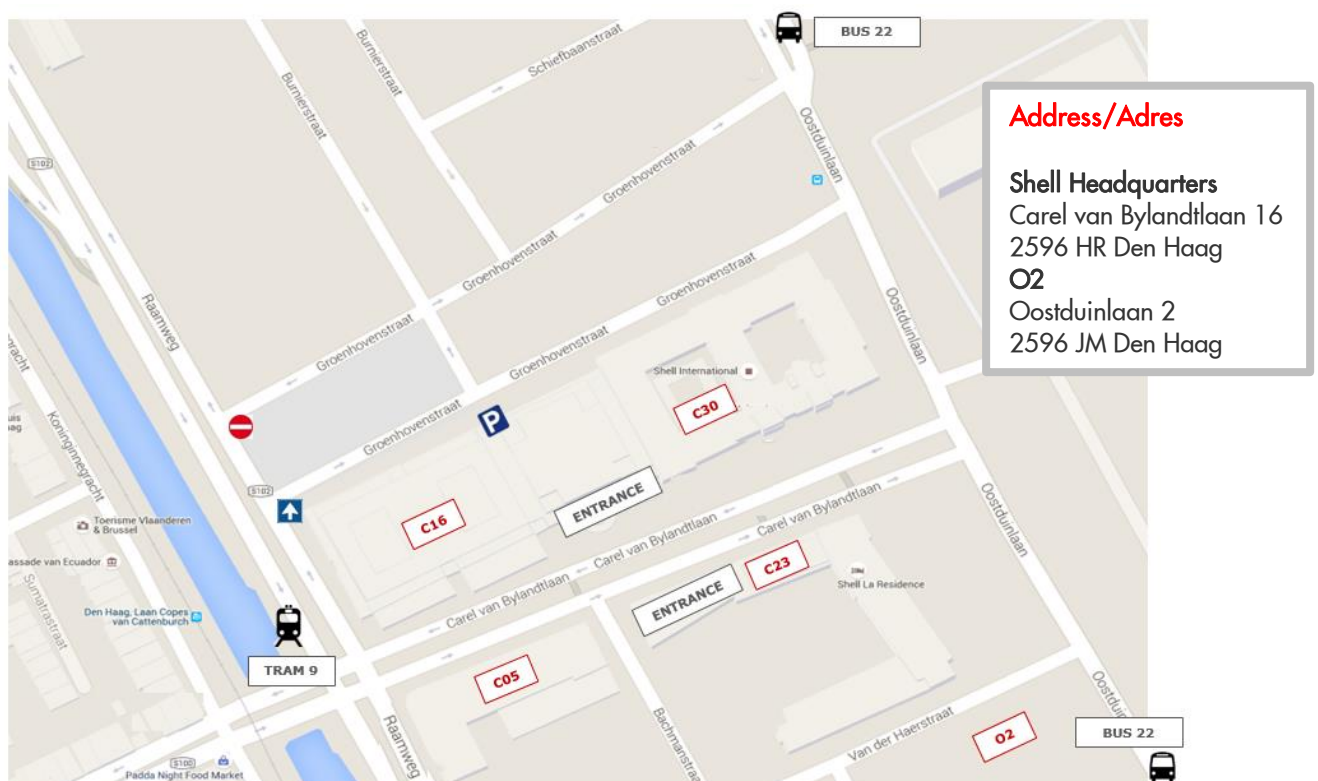 BUS 22
Schiefbaanstraat
Burnierstraat
Burnierstraat
Oostduinlaan
Groenhovenstraat
Groenhovenstraat
Groenhovenstraat
Groenhovenstraat
Groenhovenstraat
Groenhovenstraat
S102
Raamweg
Oostduinlaan
Shell International
C30
P
S102
C16
ENTRANCE
Koninginnegracht
Toerisme Vlaanderen
& Brussel
Sumatrastraat
Den Haag, Laan Copes
van Cattenburch
TRAM 9
Carel van Bylandtlaan
Carel van Bylandtlaan
Carel van Bylandtlaan
Oostduinlaan
C23
ENTRANCE
Shell La Residence
C05
Raamweg
Van der Haerstraat
O2
BUS 22
S100
Padda Night Food Market
Address/Adres
Shell Headquarters
Carel van Bylandtlaan 16
2596 HR Den Haag
O2
Oostduinlaan 2
2596 JM Den Haag